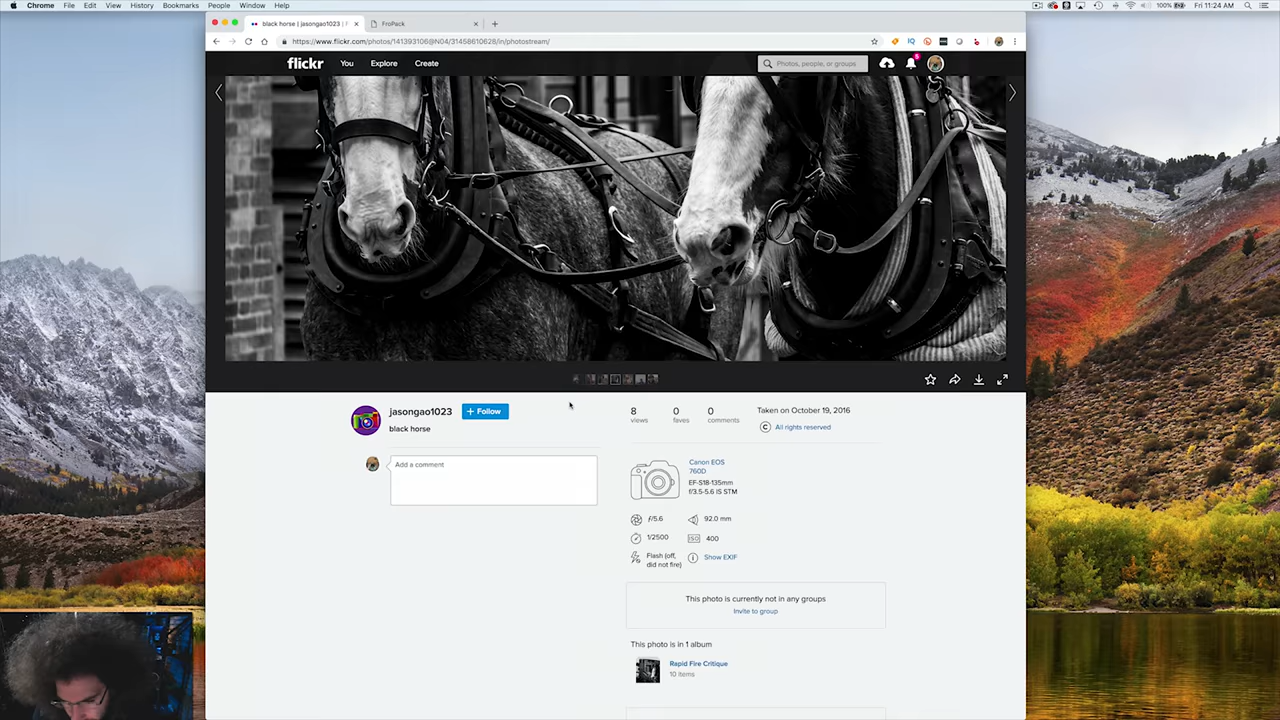 Chrome File Edit View History Bookmarks People Window Help
100% Fri 11:24 AM
black horse | jasongao1023 | F
FroPack
https://www.flickr.com/photos/141393106@N04/31458610628/in/photostream/
flickr You Explore Create
Photos, people, or groups
jasongao1023
+ Follow
black horse
Add a comment
8 0 0
views faves comments
Taken on October 19, 2016
All rights reserved
Canon EOS
760D
EF-S18-135mm
f/3.5-5.6 IS STM
ƒ/5.6 92.0 mm
1/2500 ISO 400
Flash (off,
did not fire)
Show EXIF
This photo is currently not in any groups
Invite to group
This photo is in 1 album
Rapid Fire Critique
10 items